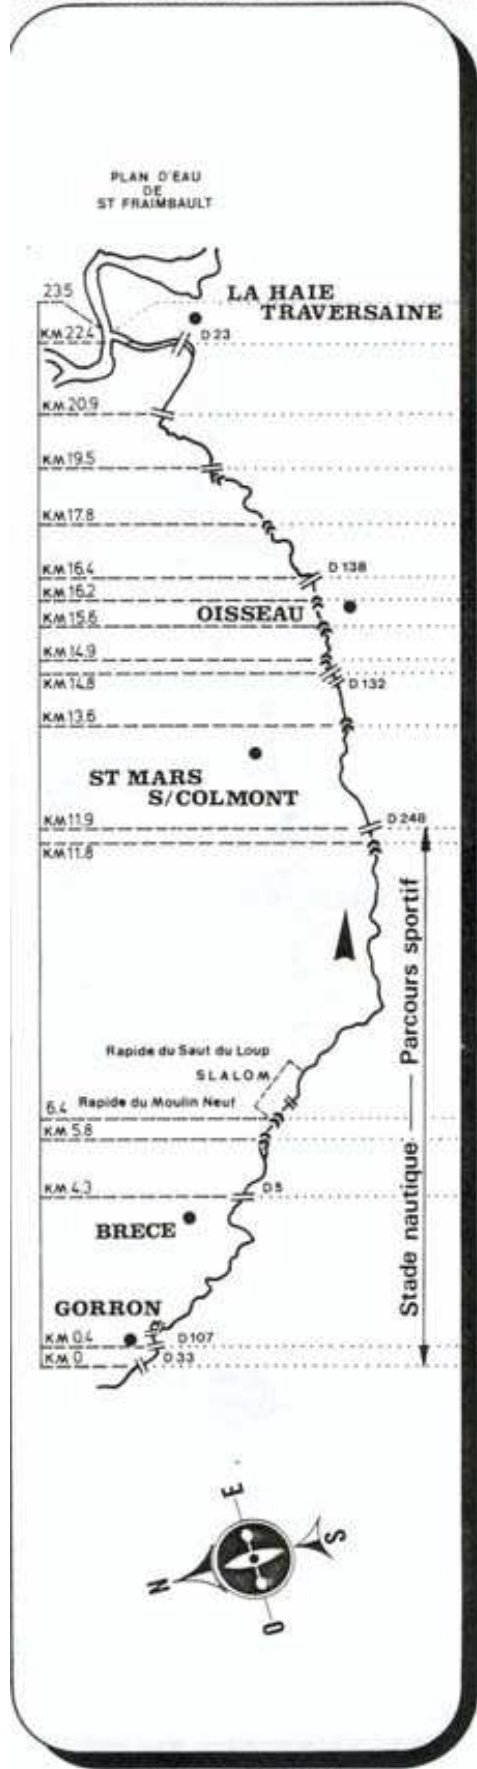 PLAN D'EAU
DE
ST FRAIMBAULT
23.5
LA HAIE
TRAVERSAINE
KM 22.4
D 23
KM 20.9
KM 19.5
KM 17.8
KM 16.4
D 138
KM 16.2
OISSEAU
KM 15.6
KM 14.9
KM 14.8
D 132
KM 13.6
ST MARS
S/COLMONT
KM 11.9
D 248
KM 11.8
Stade nautique — Parcours sportif
Rapide du Saut du Loup
SLALOM
Rapide du Moulin Neuf
6.4
KM 5.8
KM 4.3
D 5
BRECE
GORRON
KM 0.4
D 107
KM 0
D 33
E
S
N
O